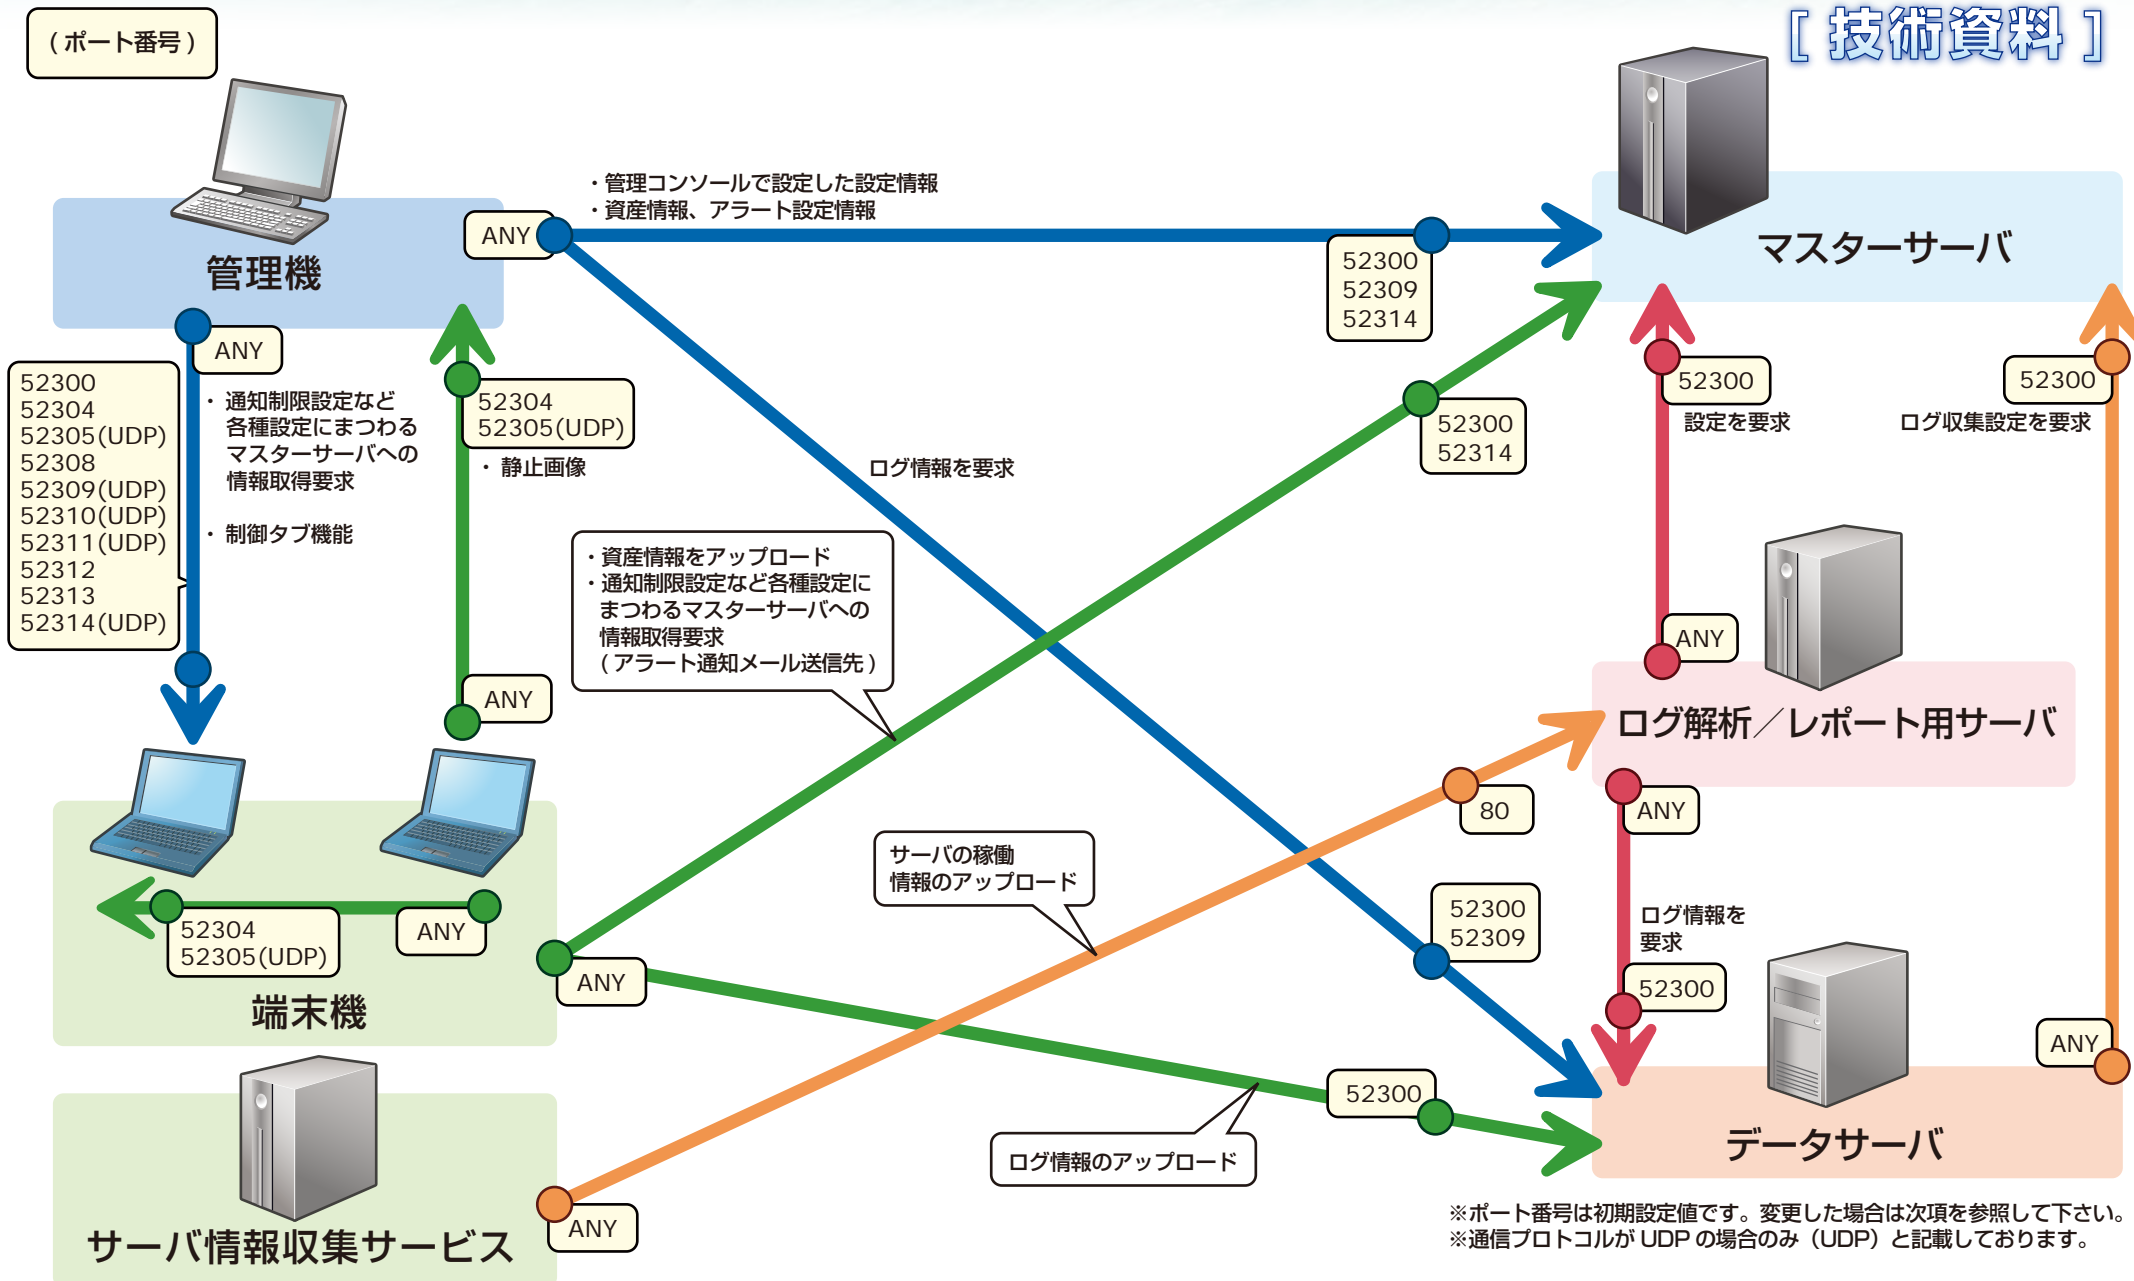 (ポート番号)
[技術資料]
・管理コンソールで設定した設定情報
・資産情報、アラート設定情報
管理機
ANY
52300
52309
52314
マスターサーバ
ANY
52300
52304
52305(UDP)
52308
52309(UDP)
52310(UDP)
52311(UDP)
52312
52313
52314(UDP)
・ 通知制限設定など
各種設定にまつわる
マスターサーバへの
情報取得要求
・ 制御タブ機能
52304
52305(UDP)
・ 静止画像
ANY
ログ情報を要求
52300
52314
52300
設定を要求
52300
ログ収集設定を要求
・資産情報をアップロード
・通知制限設定など各種設定に
まつわるマスターサーバへの
情報取得要求
(アラート通知メール送信先)
ANY
ログ解析／レポート用サーバ
80
ANY
サーバの稼働
情報のアップロード
52300
52309
ログ情報を
要求
52300
52304
52305(UDP)
ANY
端末機
ANY
ANY
52300
ログ情報のアップロード
データサーバ
サーバ情報収集サービス
ANY
※ポート番号は初期設定値です。変更した場合は次項を参照して下さい。
※通信プロトコルが UDP の場合のみ（UDP）と記載しております。